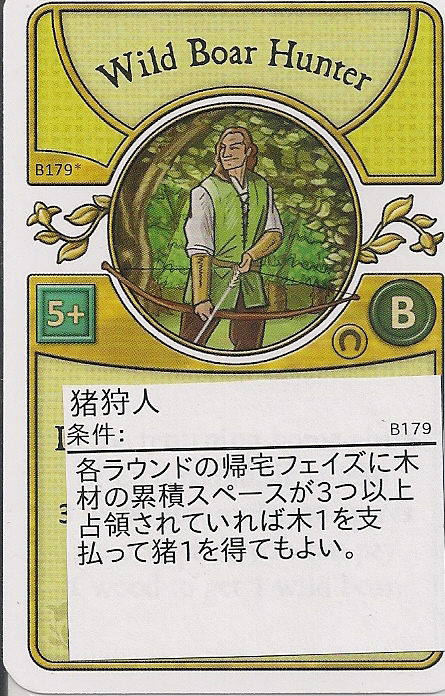 Wild Boar Hunter
B179*
5+
B
猪狩人
条件:
B179
各ラウンドの帰宅フェイズに木
材の累積スペースが3つ以上
占領されていれば木1を支
払って猪1を得てもよい。